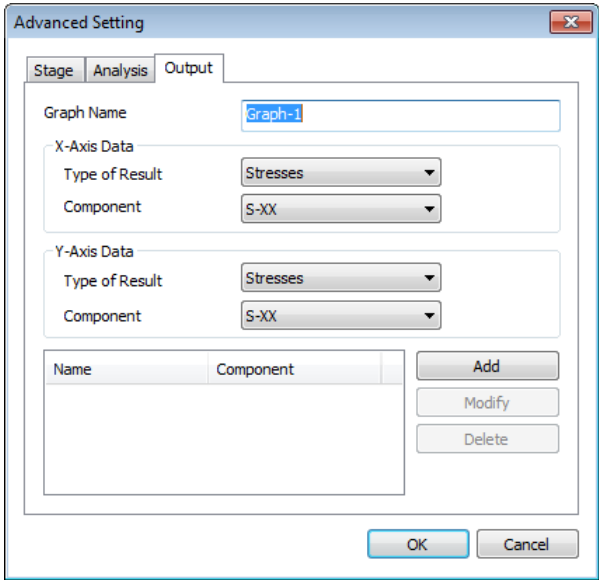 Advanced Setting
Stage Analysis Output
Graph Name Graph-1
X-Axis Data
Type of Result Stresses
Component S-XX
Y-Axis Data
Type of Result Stresses
Component S-XX
Name Component
Add
Modify
Delete
OK Cancel